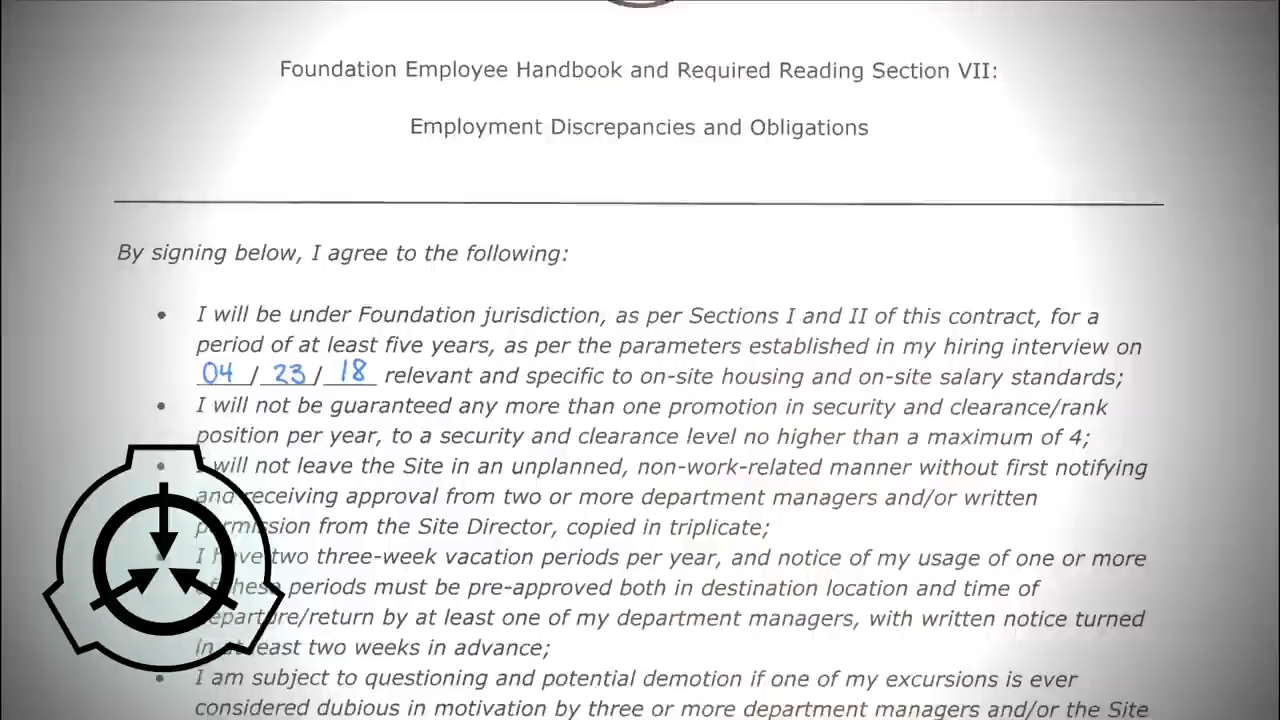 Foundation Employee Handbook and Required Reading Section VII:
Employment Discrepancies and Obligations
By signing below, I agree to the following:
• I will be under Foundation jurisdiction, as per Sections I and II of this contract, for a
period of at least five years, as per the parameters established in my hiring interview on
04 / 23 / 18 relevant and specific to on-site housing and on-site salary standards;
• I will not be guaranteed any more than one promotion in security and clearance/rank
position per year, to a security and clearance level no higher than a maximum of 4;
• I will not leave the Site in an unplanned, non-work-related manner without first notifying
and receiving approval from two or more department managers and/or written
permission from the Site Director, copied in triplicate;
• I have two three-week vacation periods per year, and notice of my usage of one or more
of these periods must be pre-approved both in destination location and time of
departure/return by at least one of my department managers, with written notice turned
in at least two weeks in advance;
• I am subject to questioning and potential demotion if one of my excursions is ever
considered dubious in motivation by three or more department managers and/or the Site